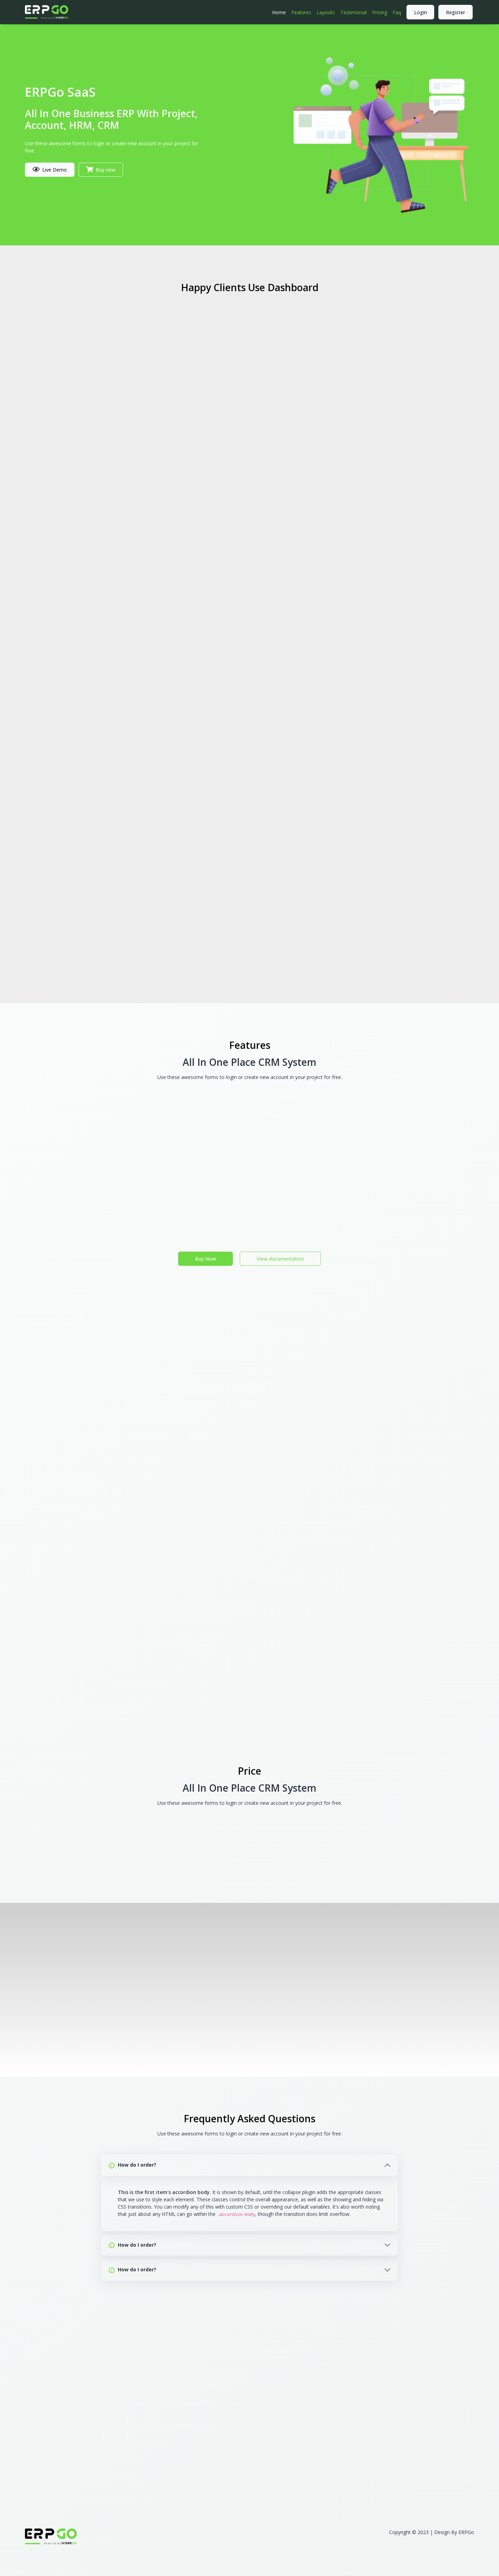 ERPGO
Home Features Layouts Testimonial Pricing Faq Login Register
ERPGo SaaS
All In One Business ERP With Project,
Account, HRM, CRM
Use these awesome forms to login or create new account in your project for
free.
Live Demo Buy now
Happy Clients Use Dashboard
Features
All In One Place CRM System
Use these awesome forms to login or create new account in your project for free.
Buy Now View documentation
Price
All In One Place CRM System
Use these awesome forms to login or create new account in your project for free.
Frequently Asked Questions
Use these awesome forms to login or create new account in your project for free.
How do I order?
This is the first item's accordion body. It is shown by default, until the collapse plugin adds the appropriate classes
that we use to style each element. These classes control the overall appearance, as well as the showing and hiding via
CSS transitions. You can modify any of this with custom CSS or overriding our default variables. It's also worth noting
that just about any HTML can go within the .accordion-body, though the transition does limit overflow.
How do I order?
How do I order?
ERPGO
Copyright © 2023 | Design By ERPGo